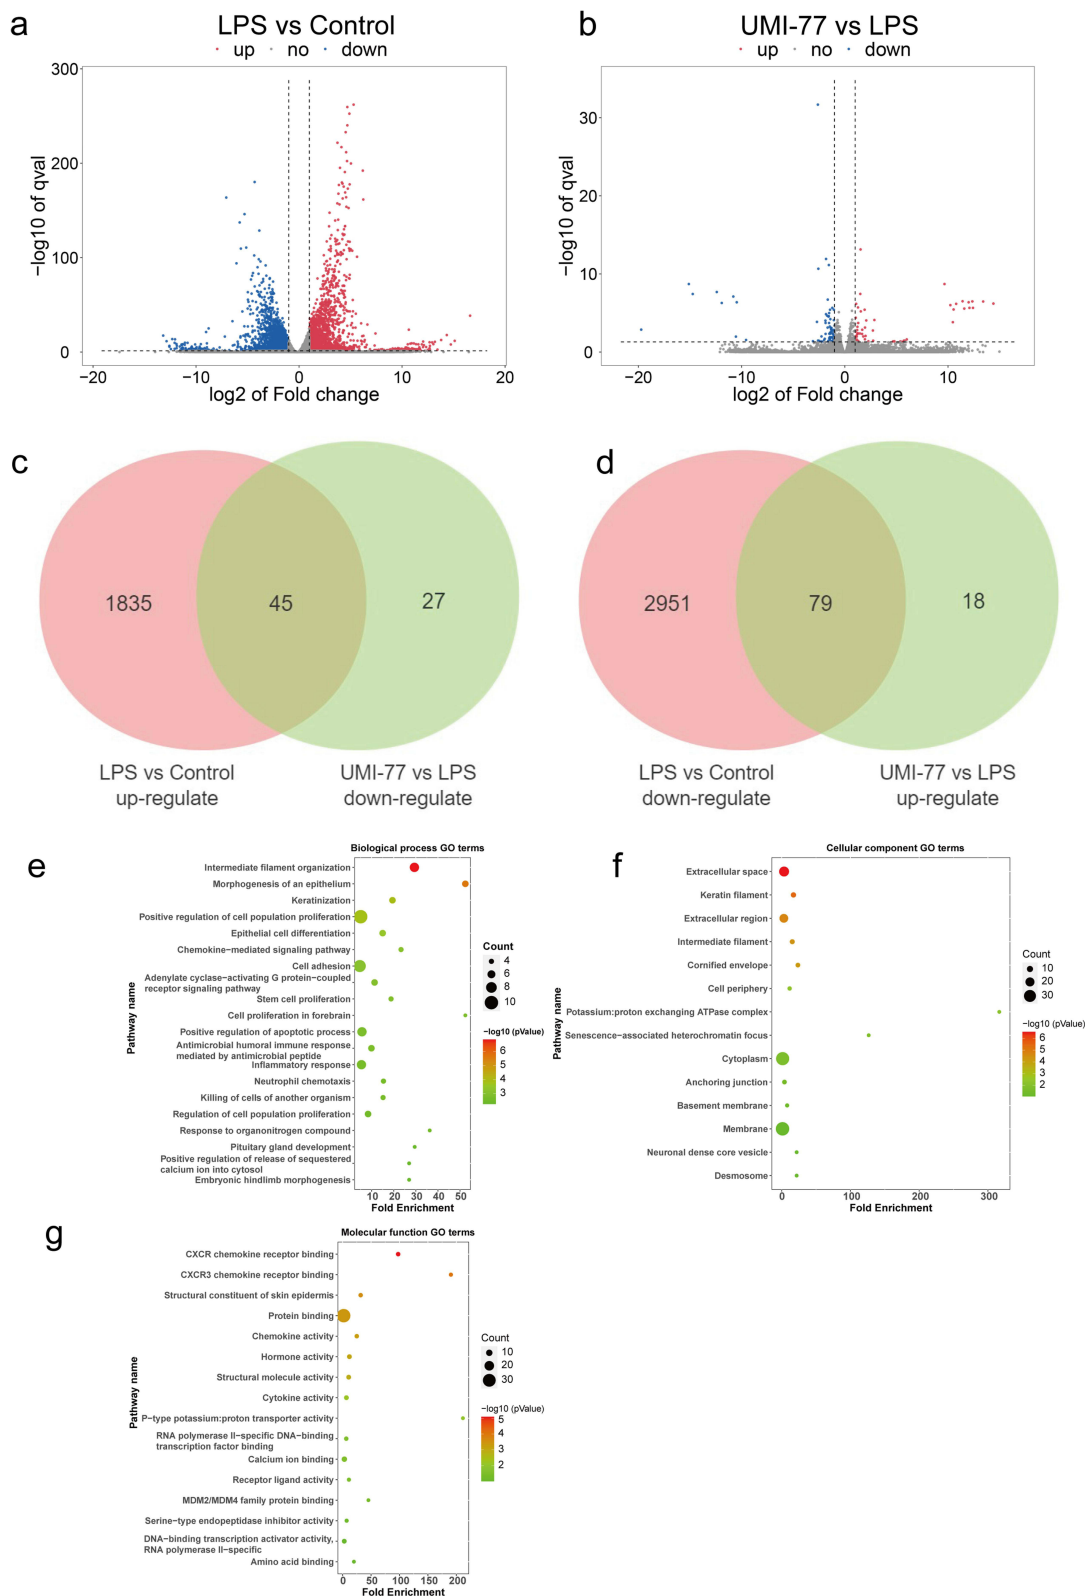 a
LPS vs Control
up no down
300
200
100
0
−20 −10 0 10 20
−log10 of qval
log2 of Fold change
b
UMI-77 vs LPS
up no down
30
20
10
0
−20 −10 0 10
−log10 of qval
log2 of Fold change
c
1835 45 27
LPS vs Control
up-regulate
UMI-77 vs LPS
down-regulate
d
2951 79 18
LPS vs Control
down-regulate
UMI-77 vs LPS
up-regulate
e
Biological process GO terms
Pathway name
Intermediate filament organization
Morphogenesis of an epithelium
Keratinization
Positive regulation of cell population proliferation
Epithelial cell differentiation
Chemokine−mediated signaling pathway
Cell adhesion
Adenylate cyclase−activating G protein−coupled
receptor signaling pathway
Stem cell proliferation
Cell proliferation in forebrain
Positive regulation of apoptotic process
Antimicrobial humoral immune response
mediated by antimicrobial peptide
Inflammatory response
Neutrophil chemotaxis
Killing of cells of another organism
Regulation of cell population proliferation
Response to organonitrogen compound
Pituitary gland development
Positive regulation of release of sequestered
calcium ion into cytosol
Embryonic hindlimb morphogenesis
10 20 30 40 50
Fold Enrichment
Count
4
6
8
10
−log10 (pValue)
6
5
4
3
f
Cellular component GO terms
Pathway name
Extracellular space
Keratin filament
Extracellular region
Intermediate filament
Cornified envelope
Cell periphery
Potassium:proton exchanging ATPase complex
Senescence−associated heterochromatin focus
Cytoplasm
Anchoring junction
Basement membrane
Membrane
Neuronal dense core vesicle
Desmosome
0 100 200 300
Fold Enrichment
Count
10
20
30
−log10 (pValue)
6
5
4
3
2
g
Molecular function GO terms
Pathway name
CXCR chemokine receptor binding
CXCR3 chemokine receptor binding
Structural constituent of skin epidermis
Protein binding
Chemokine activity
Hormone activity
Structural molecule activity
Cytokine activity
P−type potassium:proton transporter activity
RNA polymerase II−specific DNA−binding
transcription factor binding
Calcium ion binding
Receptor ligand activity
MDM2/MDM4 family protein binding
Serine−type endopeptidase inhibitor activity
DNA−binding transcription activator activity,
RNA polymerase II−specific
Amino acid binding
0 50 100 150 200
Fold Enrichment
Count
10
20
30
−log10 (pValue)
5
4
3
2